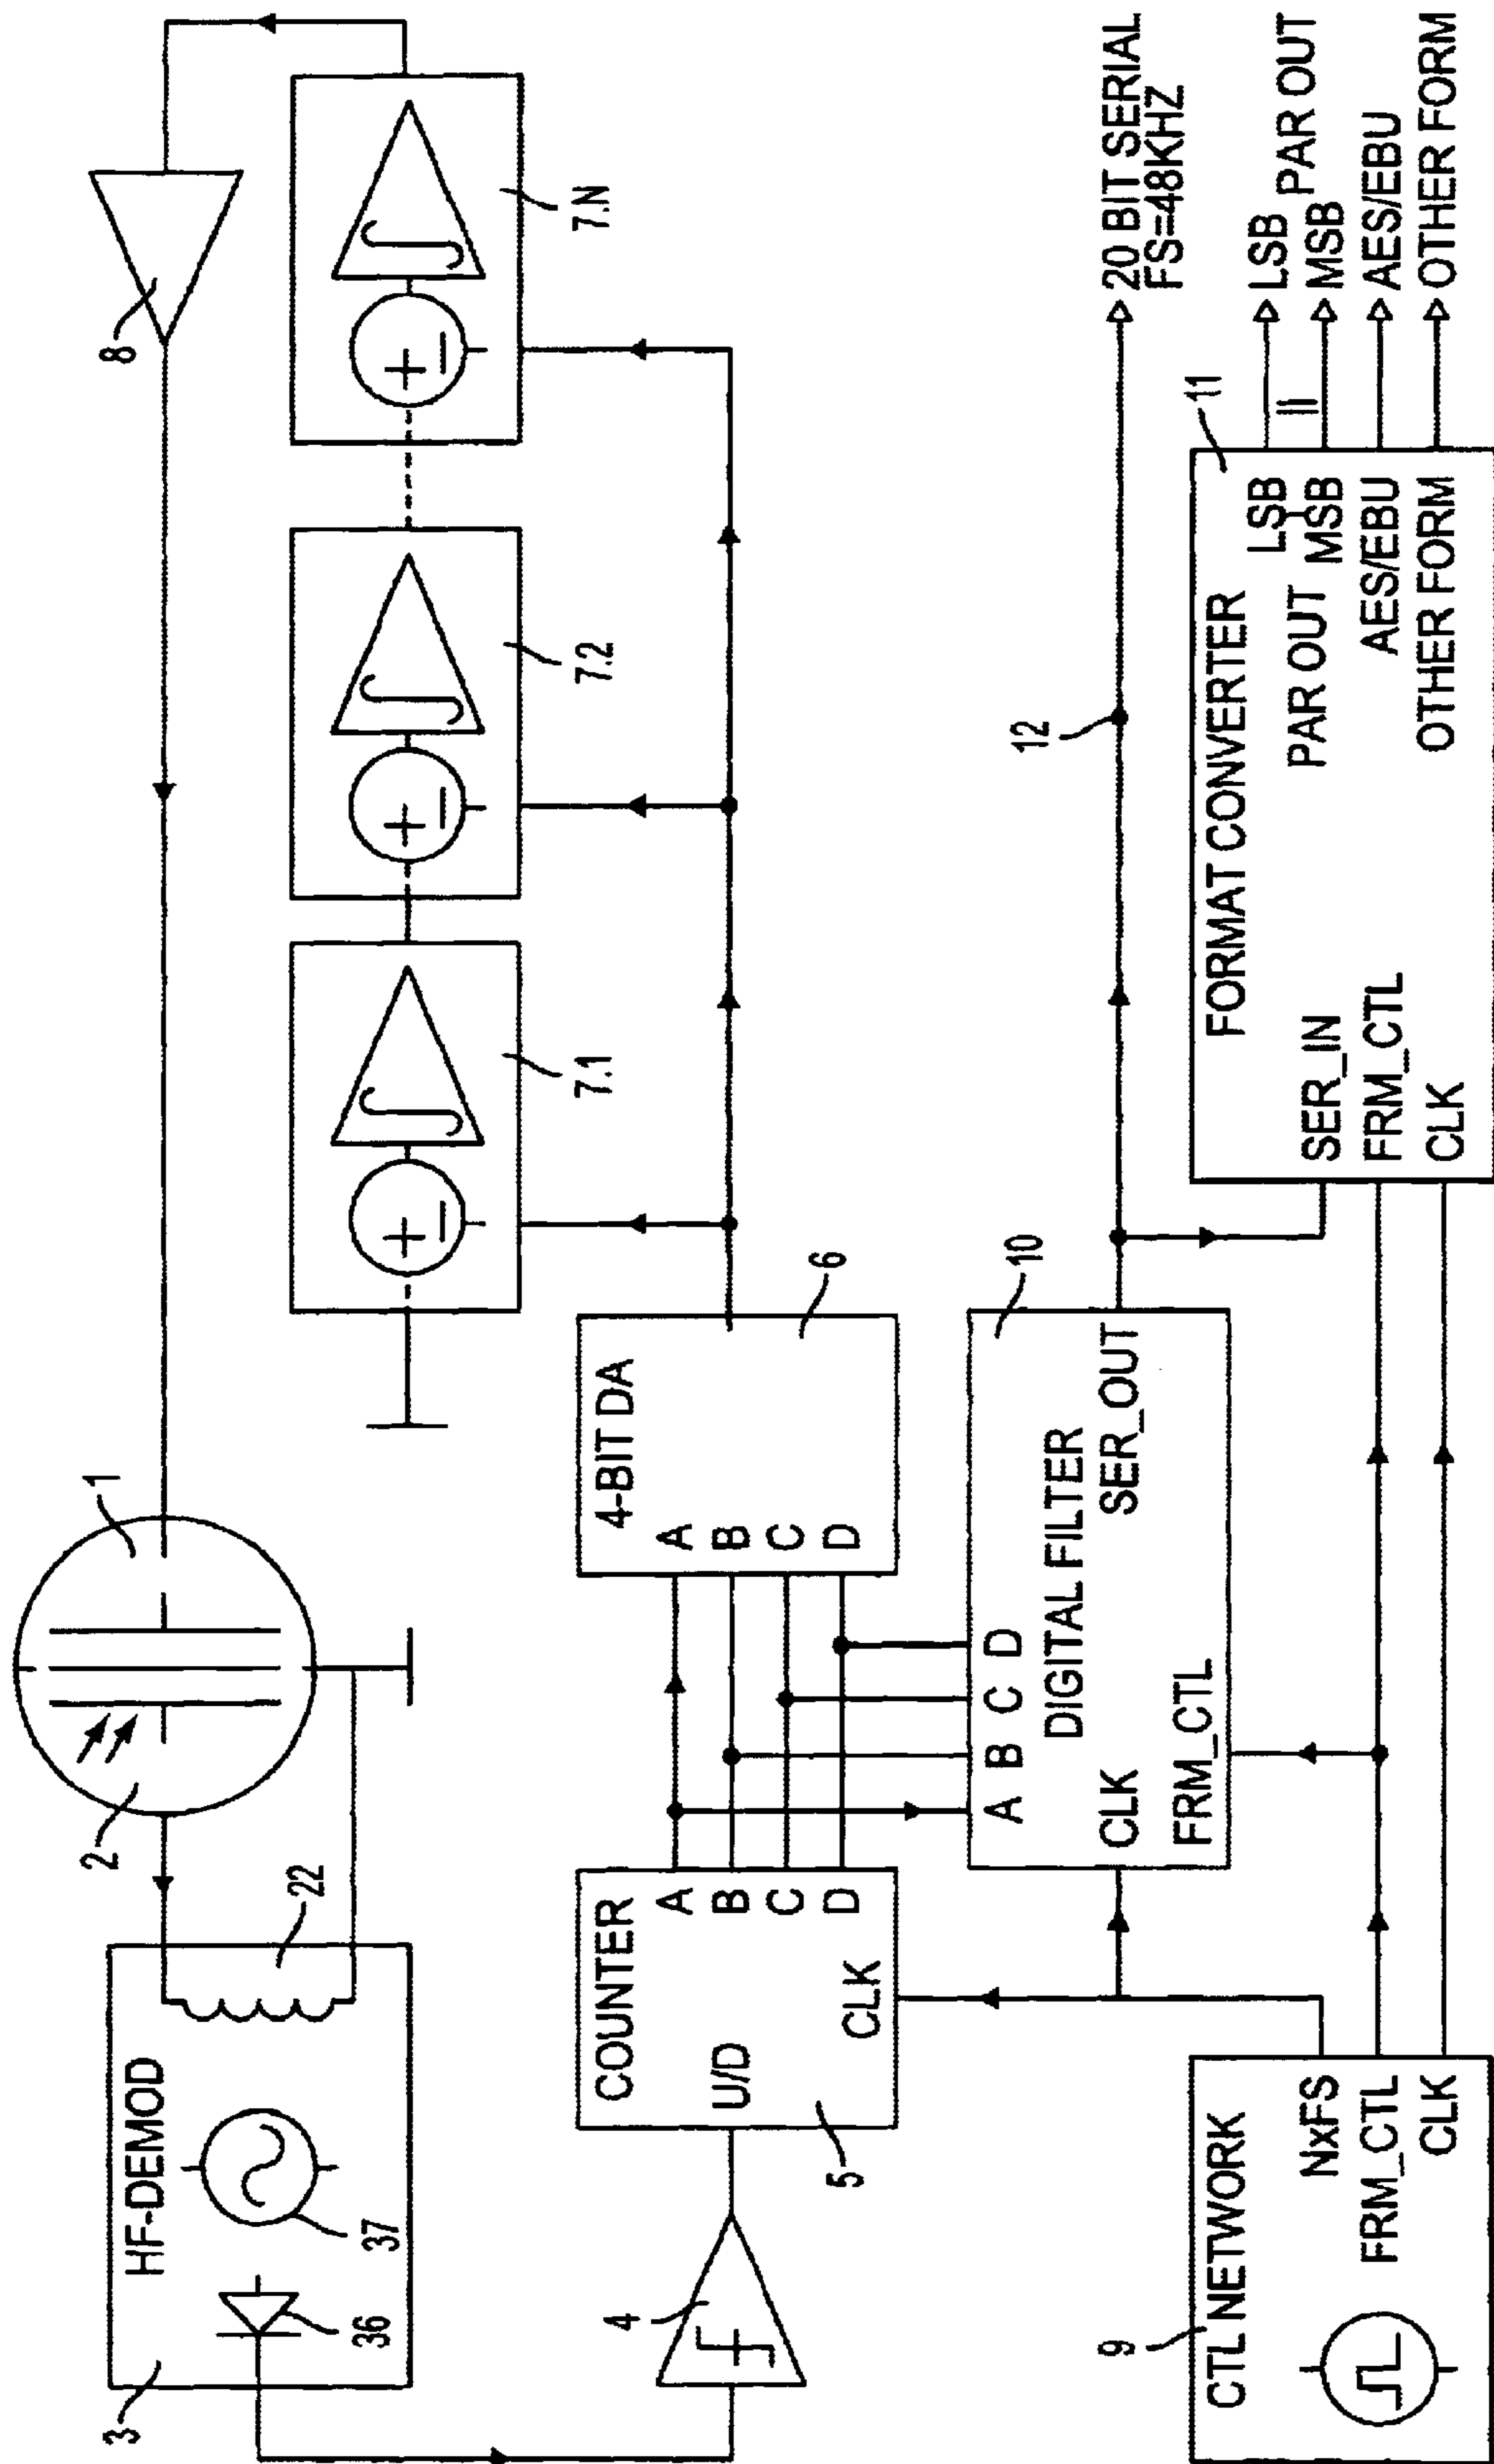 3
HF-DEMOD
36
37
22
2
1
8
4
COUNTER
U/D
A
B
C
D
CLK
5
4-BIT DA
A
B
C
D
6
7.1
7.2
7.N
9
CTL NETWORK
NxFS
FRM_CTL
CLK
A B C D
DIGITAL FILTER
CLK
SER_OUT
FRM_CTL
10
12
20 BIT SERIAL
FS=48KHZ
11
FORMAT CONVERTER
SER_IN
FRM_CTL
CLK
LSB
PAR OUT
MSB
AES/EBU
OTHER FORM
LSB
PAR OUT
MSB
AES/EBU
OTHER FORM